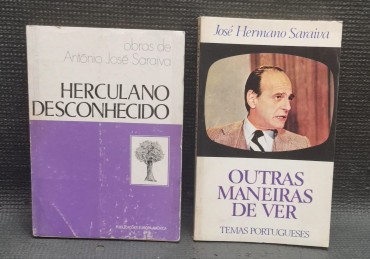 obras de
António José Saraiva
HERCULANO
DESCONHECIDO
José Hermano Saraiva
OUTRAS
MANEIRAS
DE VER
TEMAS PORTUGUESES